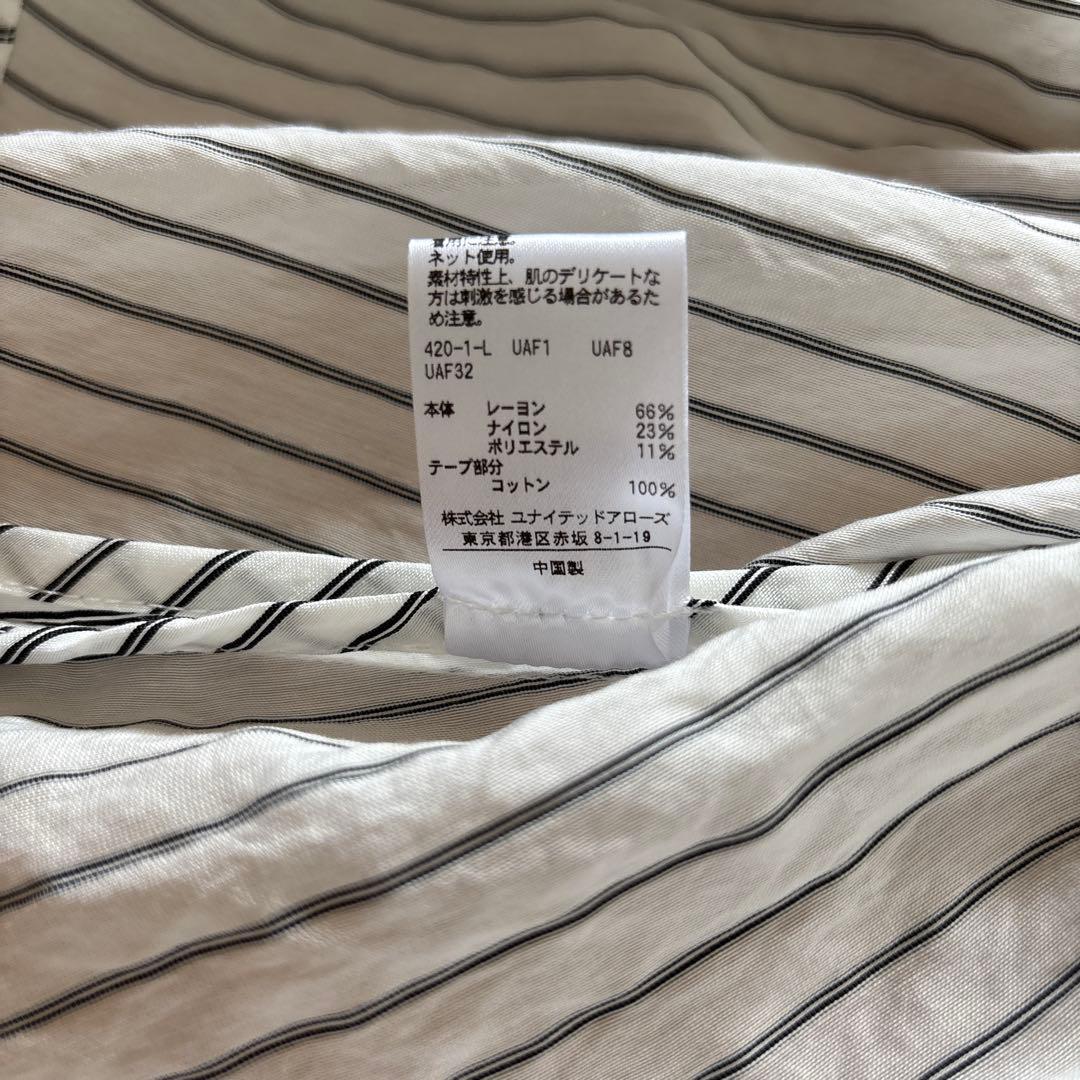 ネット使用。
素材特性上、肌のデリケートな
方は刺激を感じる場合があるた
め注意。
420-1-L UAF1 UAF8
UAF32
本体 レーヨン 66%
ナイロン 23%
ポリエステル 11%
テープ部分
コットン 100%
株式会社 ユナイテッドアローズ
東京都港区赤坂 8-1-19
中国製